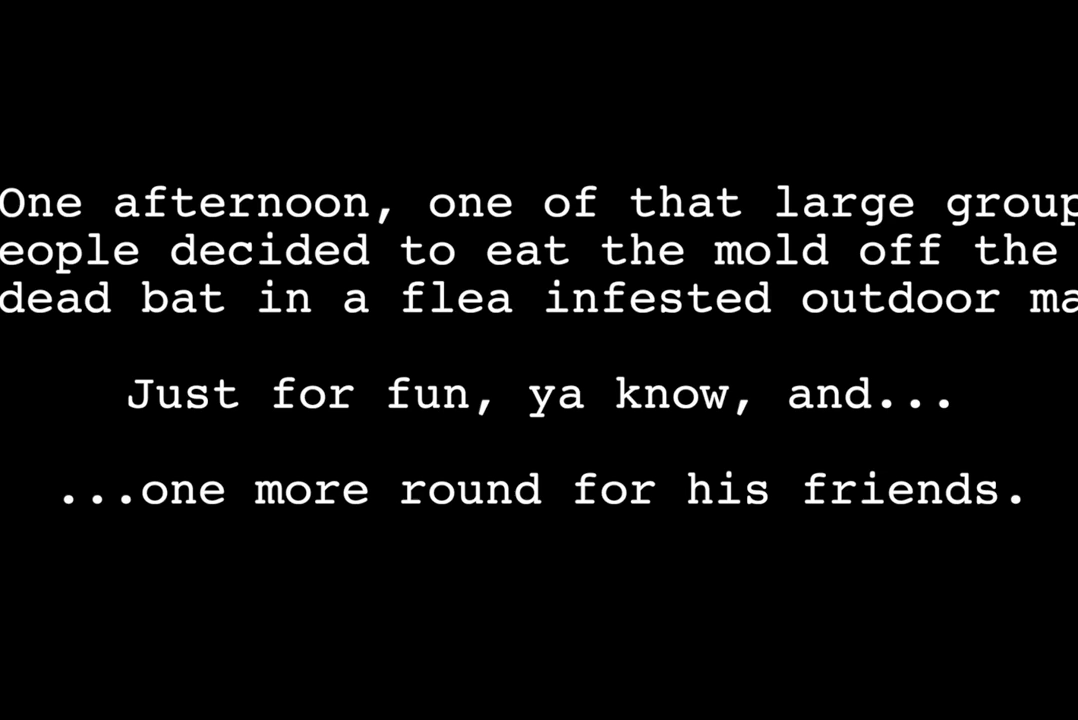 One afternoon, one of that large group
eople decided to eat the mold off the
dead bat in a flea infested outdoor ma
Just for fun, ya know, and...
...one more round for his friends.